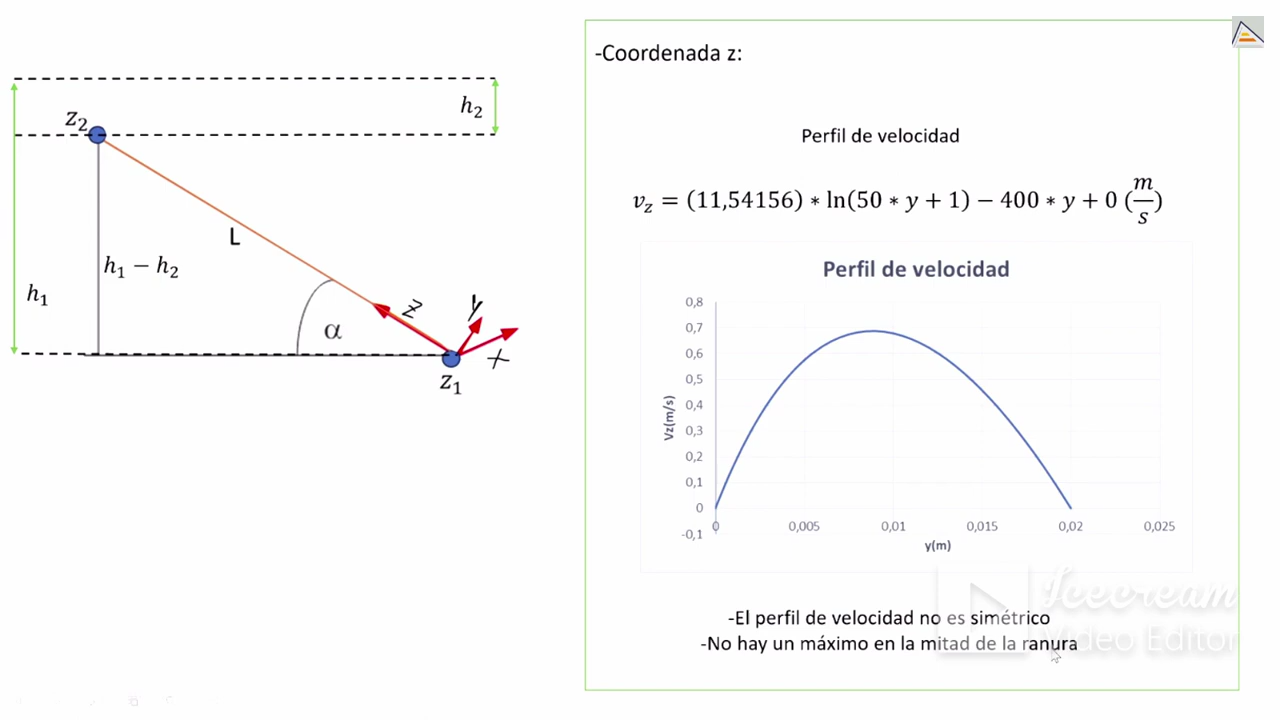 -Coordenada z:
h₂
z₂
Perfil de velocidad
v_z = (11,54156) * ln(50 * y + 1) − 400 * y + 0 (m/s)
L
h₁ − h₂
h₁
α
Z
y
x
z₁
Perfil de velocidad
0,8
0,7
0,6
0,5
0,4
0,3
0,2
0,1
0
-0,1
Vz(m/s)
0 0,005 0,01 0,015 0,02 0,025
y(m)
-El perfil de velocidad no es simétrico
-No hay un máximo en la mitad de la ranura
Icecream
Video Editor